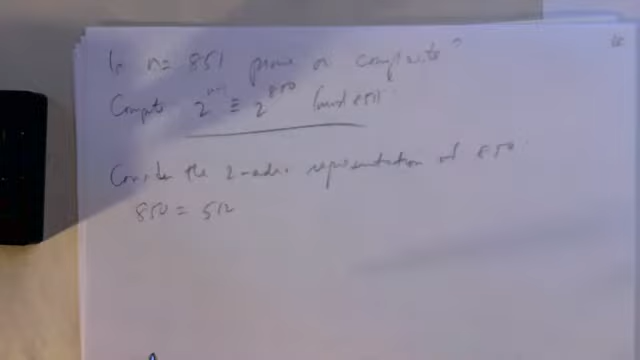 Is n = 851 prime or composite?
Compute 2^{n-1} ≡ 2^{850} (mod 851).
Consider the 2-adic representation of 850.
850 = 512